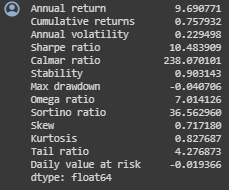 Annual return 9.690771
Cumulative returns 0.757932
Annual volatility 0.229498
Sharpe ratio 10.483909
Calmar ratio 238.070101
Stability 0.903143
Max drawdown -0.040706
Omega ratio 7.014126
Sortino ratio 36.562960
Skew 0.717180
Kurtosis 0.827687
Tail ratio 4.276873
Daily value at risk -0.019366
dtype: float64